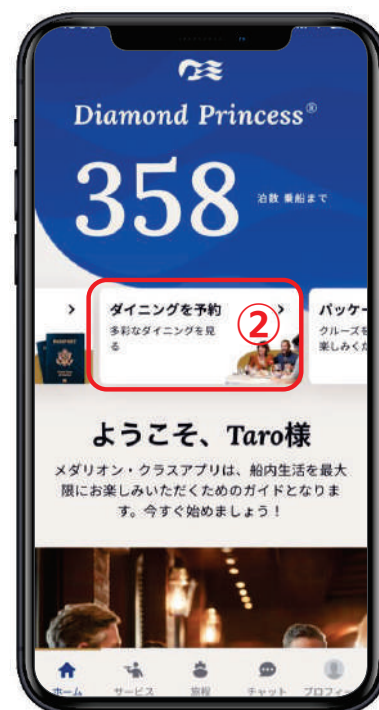 Diamond Princess®
358
泊数 乗船まで
ダイニングを予約
多彩なダイニングを見
る
②
パッケー
クルーズを
楽しみくだ
PASSPORT
ようこそ、Taro様
メダリオン・クラスアプリは、船内生活を最大
限にお楽しみいただくためのガイドとなりま
す。今すぐ始めましょう！
ホーム
サービス
旅程
チャット
プロフィー